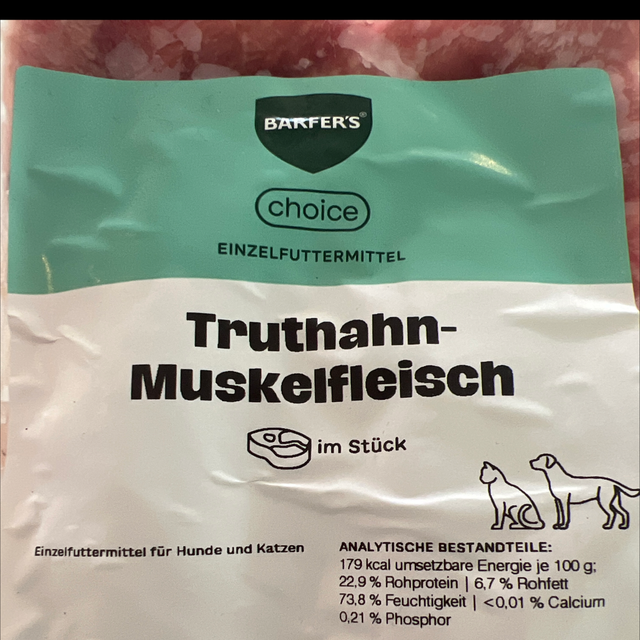 BARFER'S®
choice
EINZELFUTTERMITTEL
Truthahn-
Muskelfleisch
im Stück
Einzelfuttermittel für Hunde und Katzen
ANALYTISCHE BESTANDTEILE:
179 kcal umsetzbare Energie je 100 g;
22,9 % Rohprotein | 6,7 % Rohfett
73,8 % Feuchtigkeit | <0,01 % Calcium
0,21 % Phosphor